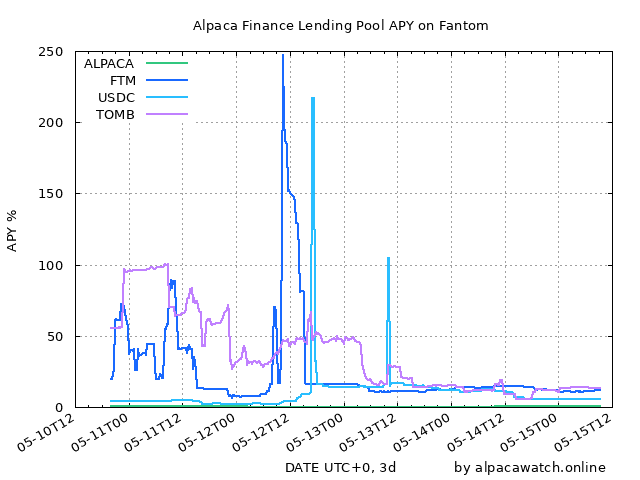 Alpaca Finance Lending Pool APY on Fantom
APY %
250
200
150
100
50
0
ALPACA
FTM
USDC
TOMB
05-10T12
05-11T00
05-11T12
05-12T00
05-12T12
05-13T00
05-13T12
05-14T00
05-14T12
05-15T00
05-15T12
DATE UTC+0, 3d
by alpacawatch.online